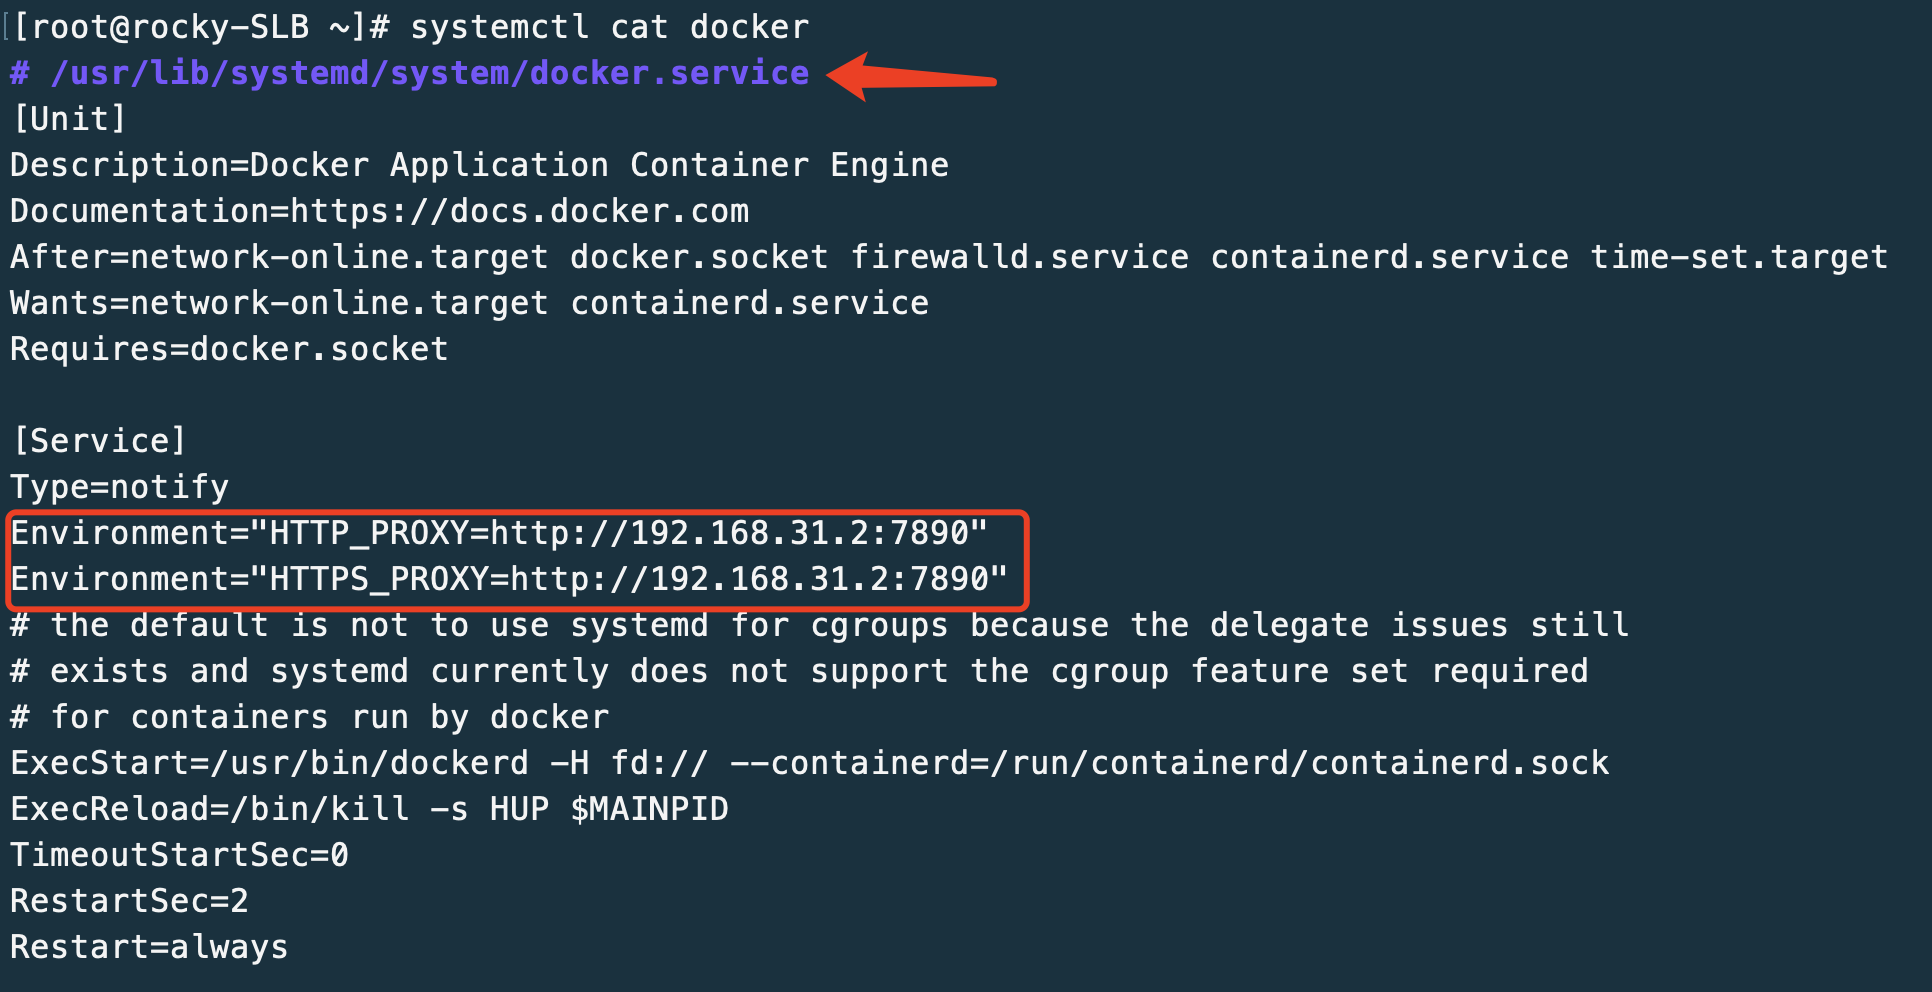 [[root@rocky-SLB ~]# systemctl cat docker
# /usr/lib/systemd/system/docker.service
[Unit]
Description=Docker Application Container Engine
Documentation=https://docs.docker.com
After=network-online.target docker.socket firewalld.service containerd.service time-set.target
Wants=network-online.target containerd.service
Requires=docker.socket
[Service]
Type=notify
Environment="HTTP_PROXY=http://192.168.31.2:7890"
Environment="HTTPS_PROXY=http://192.168.31.2:7890"
# the default is not to use systemd for cgroups because the delegate issues still
# exists and systemd currently does not support the cgroup feature set required
# for containers run by docker
ExecStart=/usr/bin/dockerd -H fd:// --containerd=/run/containerd/containerd.sock
ExecReload=/bin/kill -s HUP $MAINPID
TimeoutStartSec=0
RestartSec=2
Restart=always